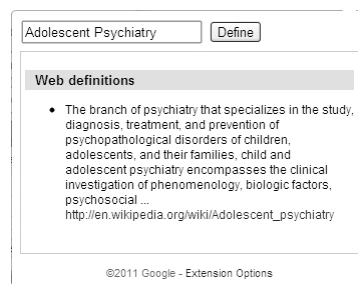 Adolescent Psychiatry Define
Web definitions
• The branch of psychiatry that specializes in the study,
diagnosis, treatment, and prevention of
psychopathological disorders of children,
adolescents, and their families, child and
adolescent psychiatry encompasses the clinical
investigation of phenomenology, biologic factors,
psychosocial ...
http://en.wikipedia.org/wiki/Adolescent_psychiatry
©2011 Google - Extension Options